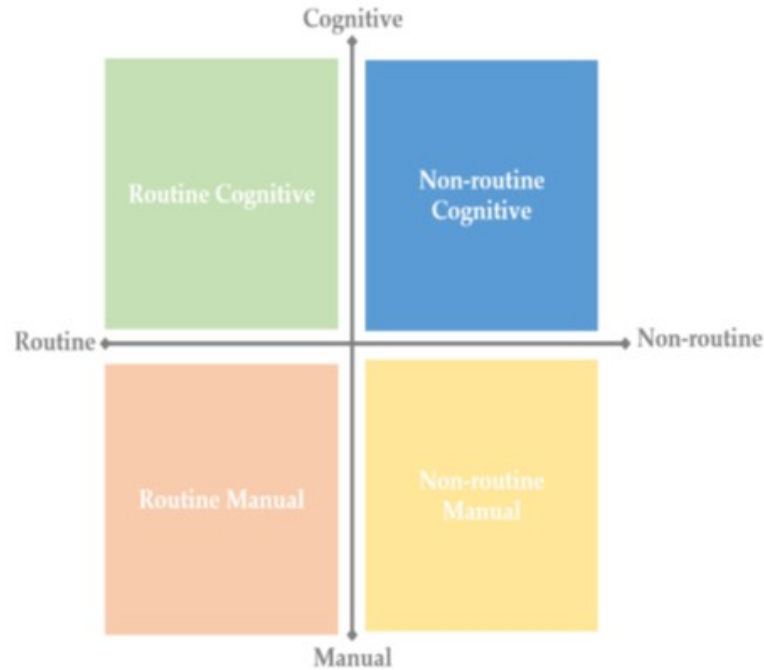 Cognitive
Routine Cognitive
Non-routine
Cognitive
Routine
Non-routine
Routine Manual
Non-routine
Manual
Manual